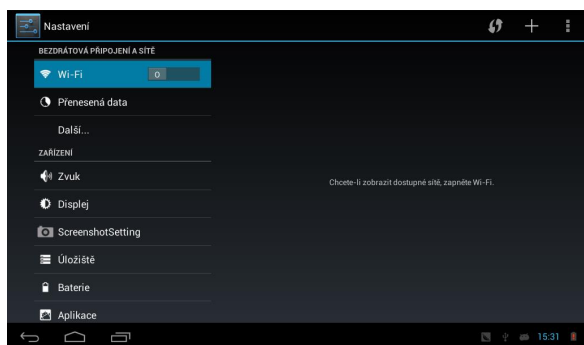 Nastavení
BEZDRÁTOVÁ PŘIPOJENÍ A SÍTĚ
Wi-Fi
O
Přenesená data
Další...
ZAŘÍZENÍ
Zvuk
Displej
ScreenshotSetting
Úložiště
Baterie
Aplikace
Chcete-li zobrazit dostupné sítě, zapněte Wi-Fi.
15:31